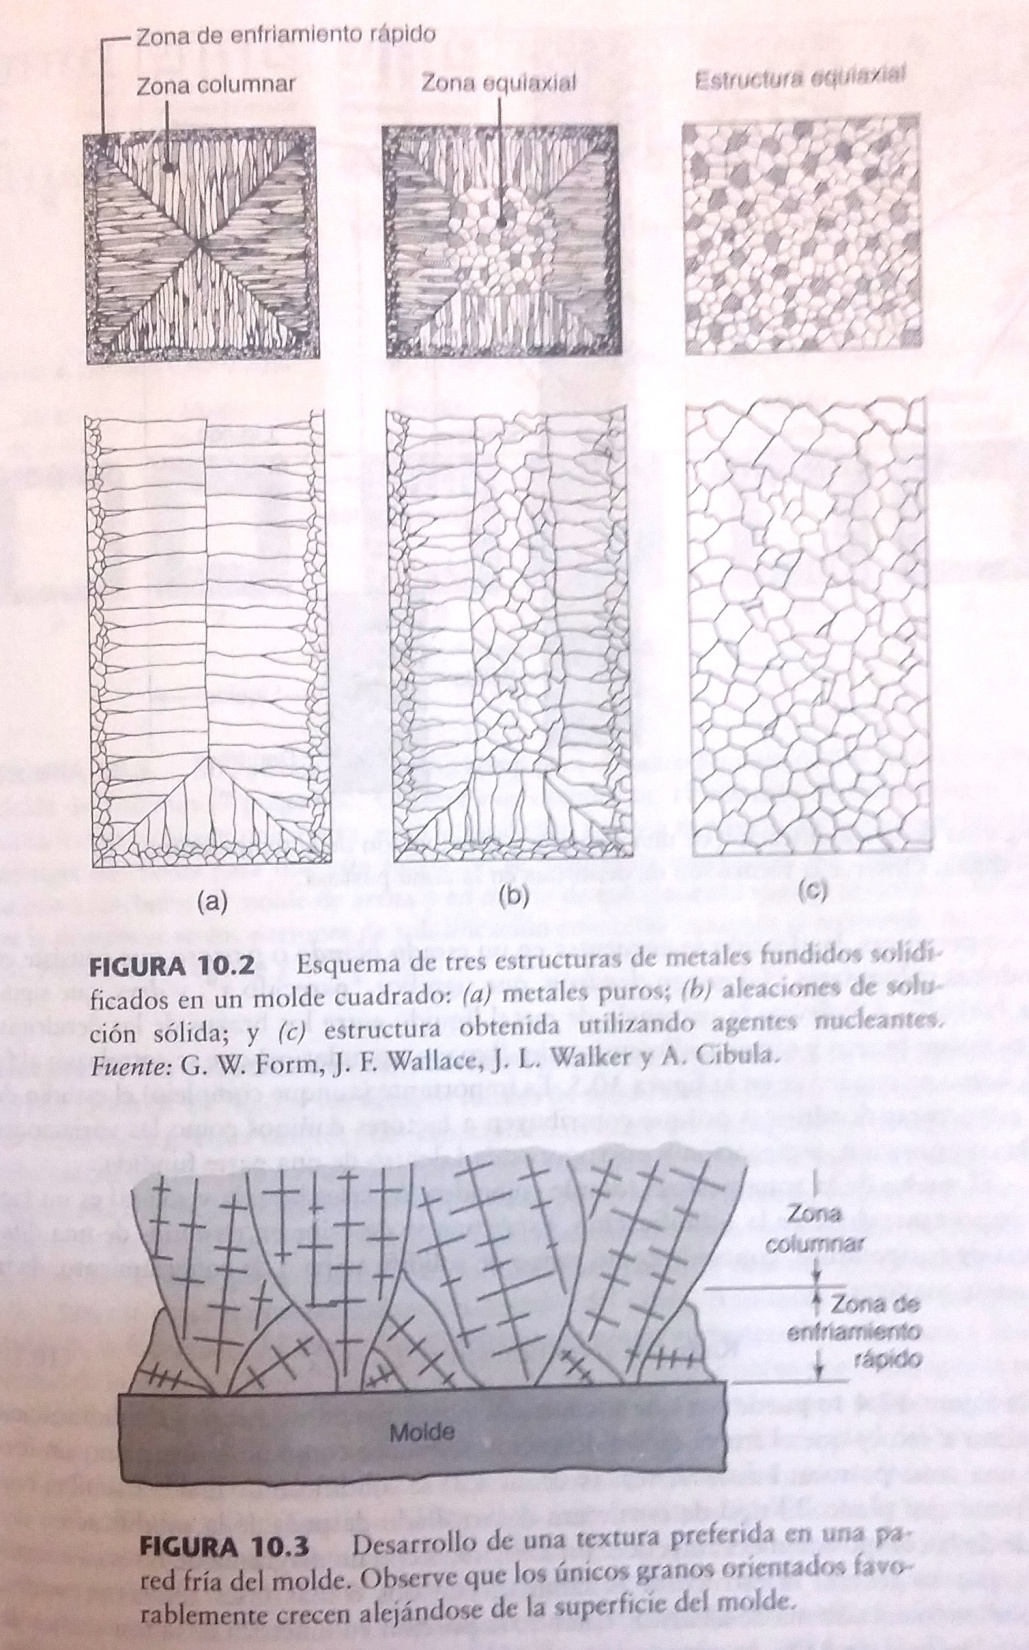 Zona de enfriamiento rápido
Zona columnar
Zona equiaxial
Estructura equiaxial
(a)
(b)
(c)
FIGURA 10.2 Esquema de tres estructuras de metales fundidos solidi-
ficados en un molde cuadrado: (a) metales puros; (b) aleaciones de solu-
ción sólida; y (c) estructura obtenida utilizando agentes nucleantes.
Fuente: G. W. Form, J. F. Wallace, J. L. Walker y A. Cibula.
Zona
columnar
Zona de
enfriamiento
rápido
Molde
FIGURA 10.3 Desarrollo de una textura preferida en una pa-
red fría del molde. Observe que los únicos granos orientados favo-
rablemente crecen alejándose de la superficie del molde.